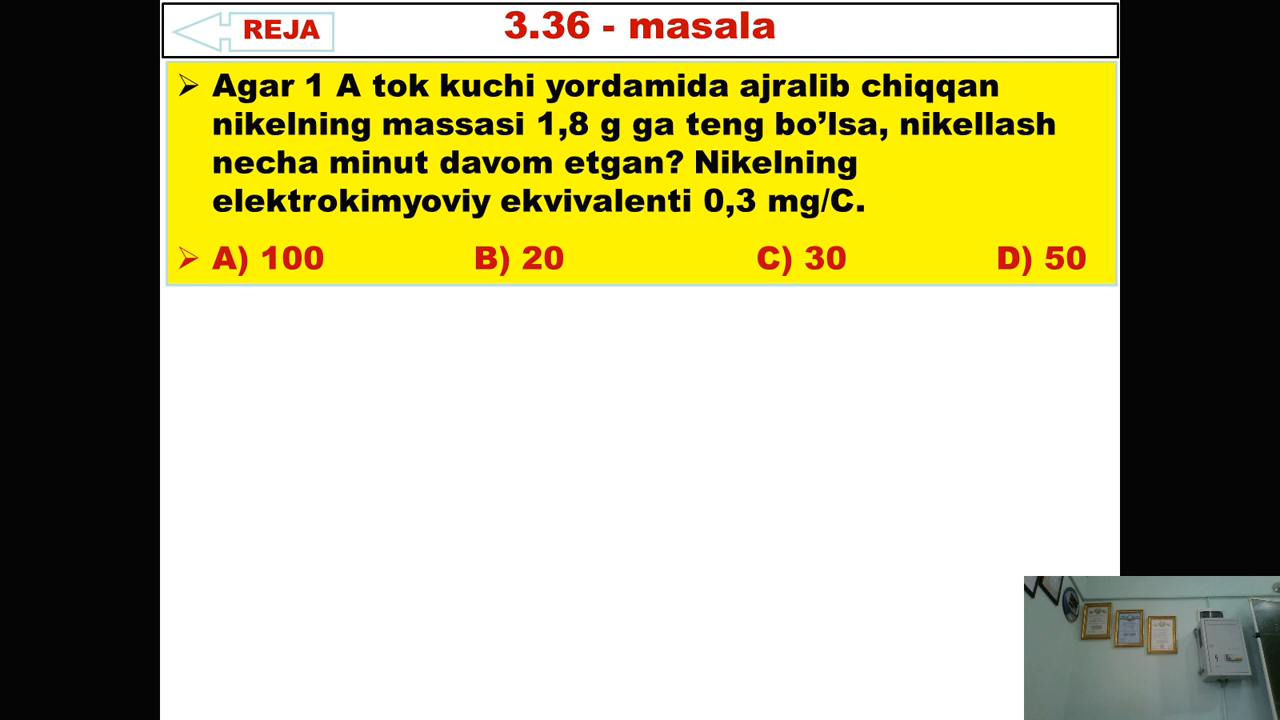 REJA
3.36 - masala
➢ Agar 1 A tok kuchi yordamida ajralib chiqqan
nikelning massasi 1,8 g ga teng bo’lsa, nikellash
necha minut davom etgan? Nikelning
elektrokimyoviy ekvivalenti 0,3 mg/C.
➢ A) 100 B) 20 C) 30 D) 50